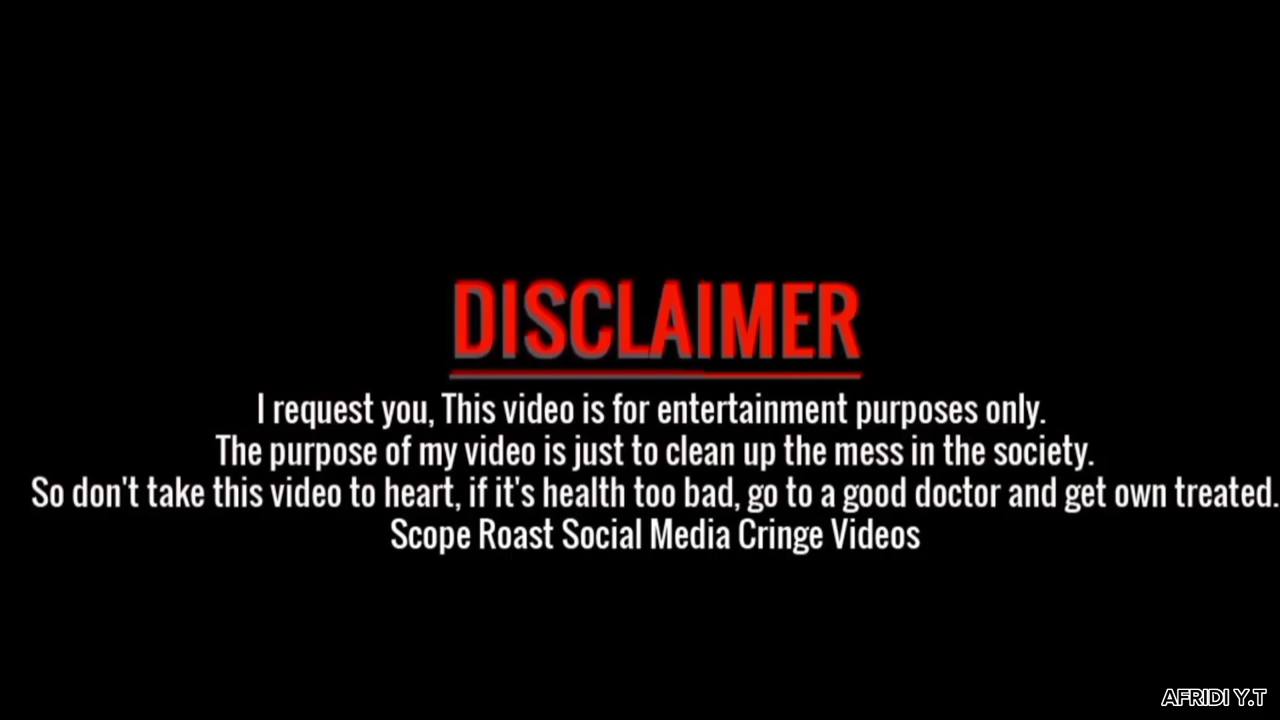 DISCLAIMER
I request you, This video is for entertainment purposes only.
The purpose of my video is just to clean up the mess in the society.
So don't take this video to heart, if it's health too bad, go to a good doctor and get own treated.
Scope Roast Social Media Cringe Videos
AFRIDI Y.T